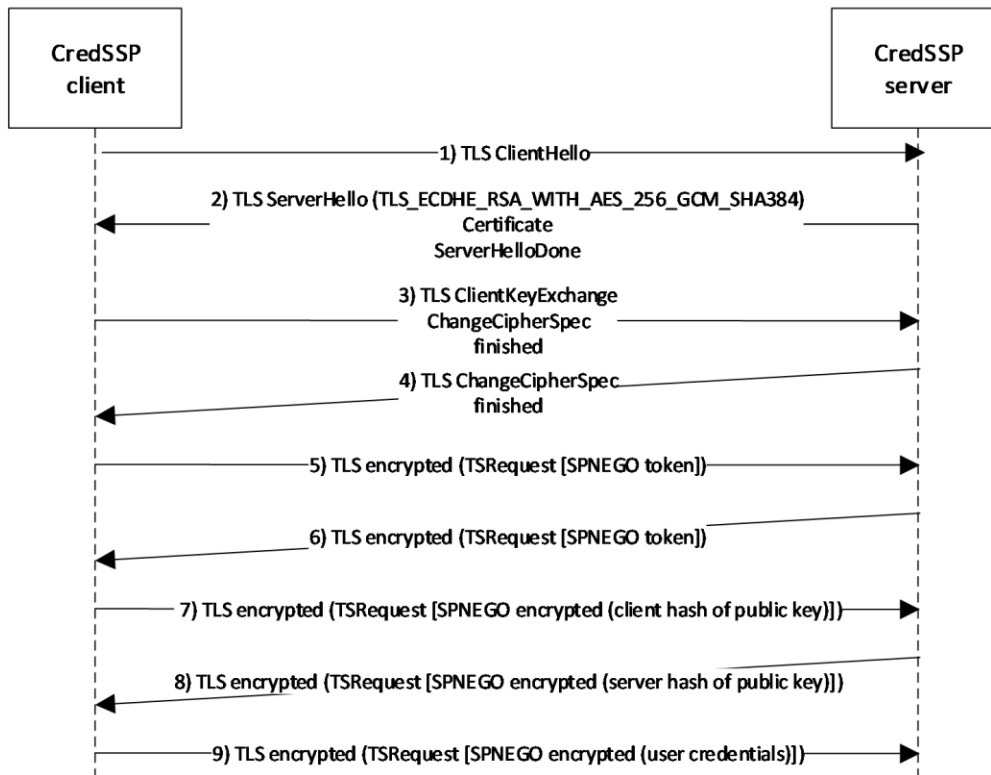 CredSSP
client
CredSSP
server
1) TLS ClientHello
2) TLS ServerHello (TLS_ECDHE_RSA_WITH_AES_256_GCM_SHA384)
Certificate
ServerHelloDone
3) TLS ClientKeyExchange
ChangeCipherSpec
finished
4) TLS ChangeCipherSpec
finished
5) TLS encrypted (TSRequest [SPNEGO token])
6) TLS encrypted (TSRequest [SPNEGO token])
7) TLS encrypted (TSRequest [SPNEGO encrypted (client hash of public key)])
8) TLS encrypted (TSRequest [SPNEGO encrypted (server hash of public key)])
9) TLS encrypted (TSRequest [SPNEGO encrypted (user credentials)])